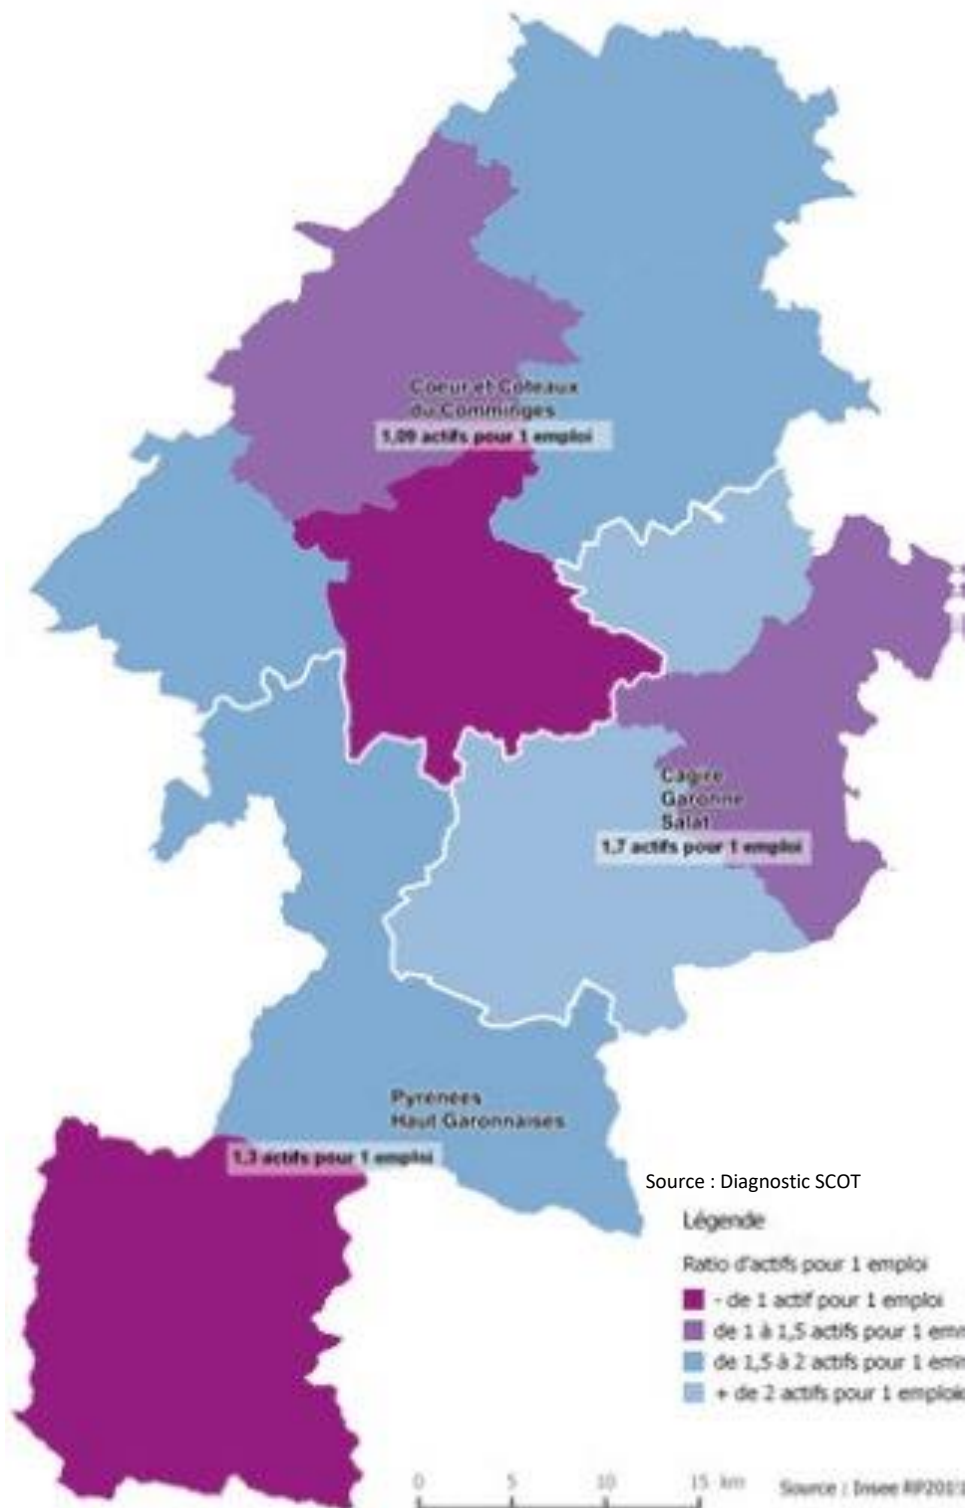 Coeur et Coteaux
du Comminges
1,09 actifs pour 1 emploi
Cagire
Garonne
Salat
1,7 actifs pour 1 emploi
Pyrénées
Haut Garonnaises
1,3 actifs pour 1 emploi
Source : Diagnostic SCOT
Légende
Ratio d'actifs pour 1 emploi
- de 1 actif pour 1 emploi
de 1 à 1,5 actifs pour 1
de 1,5 à 2 actifs pour 1
+ de 2 actifs pour 1 emploi
0 5 10 15 km
Source : Insee